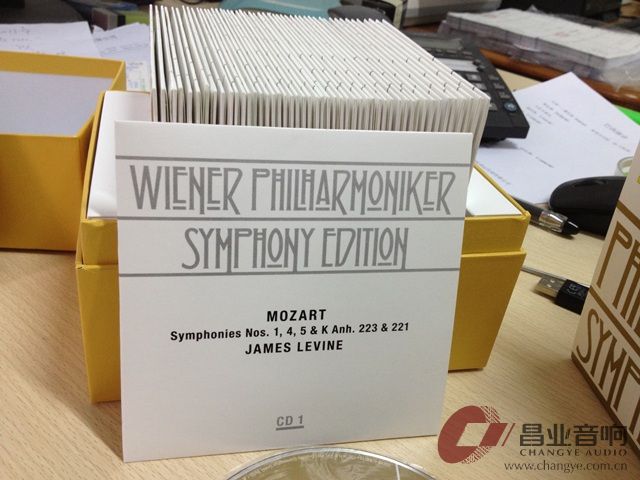 WIENER PHILHARMONIKER
SYMPHONY EDITION
MOZART
Symphonies Nos. 1, 4, 5 & K Anh. 223 & 221
JAMES LEVINE
CD 1
SYMP
昌业音响
CHANGYE AUDIO
www.changye.com.cn